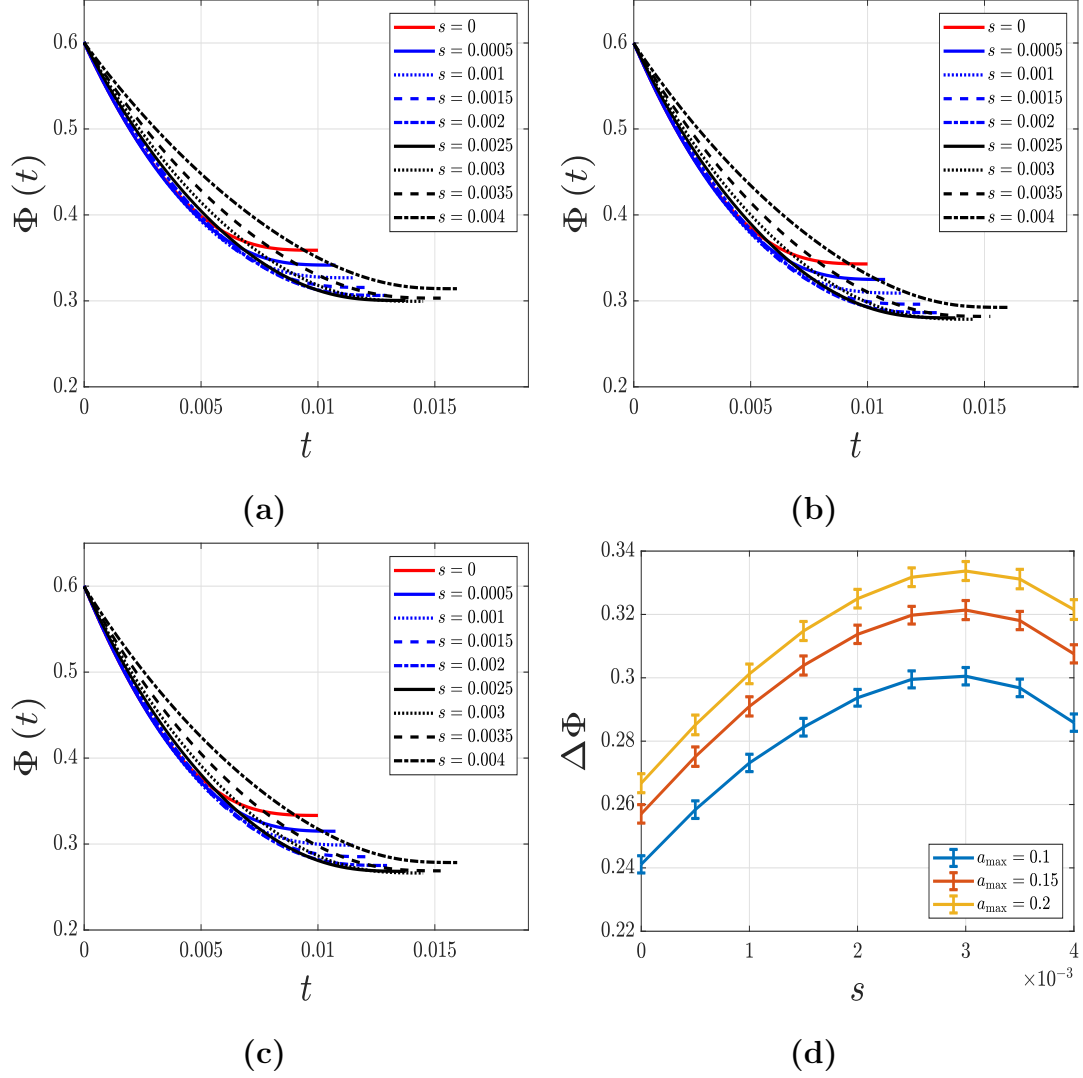 0.6
0.5
0.4
0.3
0.2
Φ (t)
0
0.005
0.01
0.015
t
s = 0
s = 0.0005
s = 0.001
s = 0.0015
s = 0.002
s = 0.0025
s = 0.003
s = 0.0035
s = 0.004
(a)
0.6
0.5
0.4
0.3
0.2
Φ (t)
0
0.005
0.01
0.015
t
s = 0
s = 0.0005
s = 0.001
s = 0.0015
s = 0.002
s = 0.0025
s = 0.003
s = 0.0035
s = 0.004
(b)
0.6
0.5
0.4
0.3
0.2
Φ (t)
0
0.005
0.01
0.015
t
s = 0
s = 0.0005
s = 0.001
s = 0.0015
s = 0.002
s = 0.0025
s = 0.003
s = 0.0035
s = 0.004
(c)
0.34
0.32
0.3
0.28
0.26
0.24
0.22
ΔΦ
0
1
2
3
4
×10⁻³
s
a_max = 0.1
a_max = 0.15
a_max = 0.2
(d)